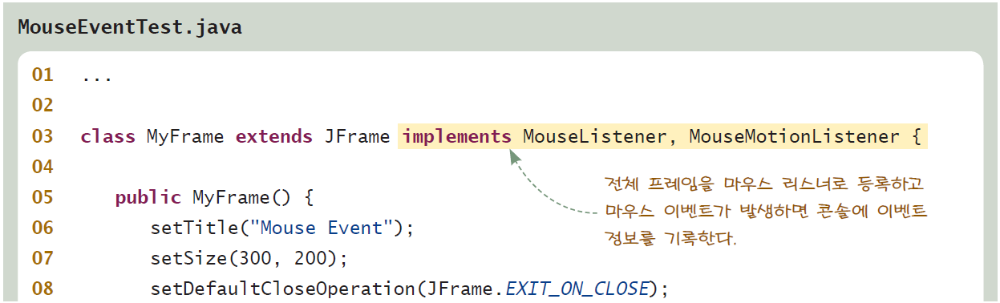 MouseEventTest.java
01 ...
02
03 class MyFrame extends JFrame implements MouseListener, MouseMotionListener {
04
전체 프레임을 마우스 리스너로 등록하고
05 public MyFrame() {
마우스 이벤트가 발생하면 콘솔에 이벤트
06 setTitle("Mouse Event");
정보를 기록한다.
07 setSize(300, 200);
08 setDefaultCloseOperation(JFrame.EXIT_ON_CLOSE);